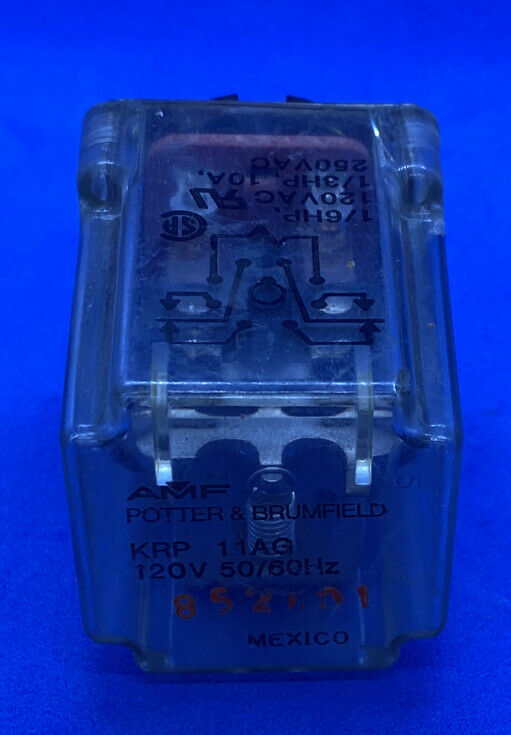 1/6HP,
120VAC
1/3HP, 10A,
250VAC
AMF
POTTER & BRUMFIELD
KRP 11AG
120V 50/60Hz
MEXICO